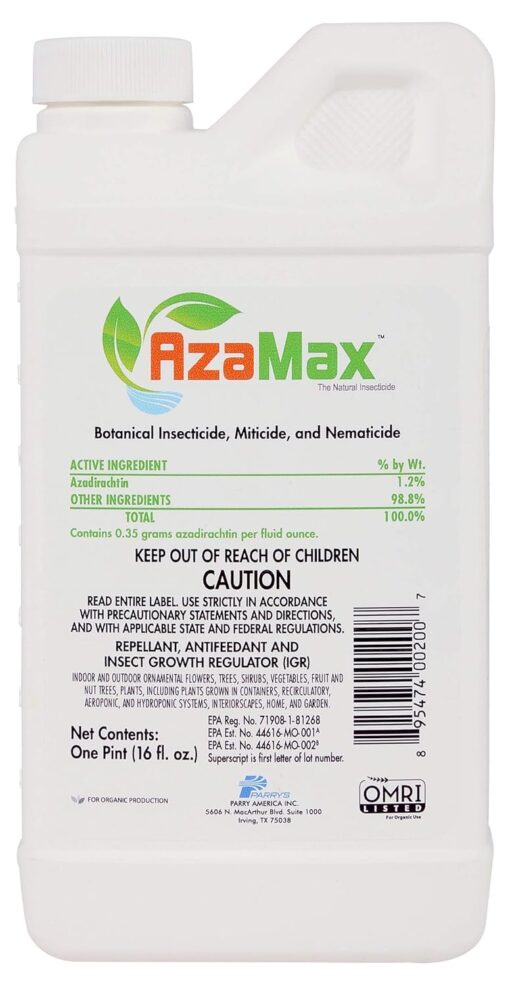 AzaMax™
The Natural Insecticide
Botanical Insecticide, Miticide, and Nematicide
ACTIVE INGREDIENT % by Wt.
Azadirachtin 1.2%
OTHER INGREDIENTS 98.8%
TOTAL 100.0%
Contains 0.35 grams azadirachtin per fluid ounce.
KEEP OUT OF REACH OF CHILDREN
CAUTION
READ ENTIRE LABEL. USE STRICTLY IN ACCORDANCE
WITH PRECAUTIONARY STATEMENTS AND DIRECTIONS,
AND WITH APPLICABLE STATE AND FEDERAL REGULATIONS.
REPELLANT, ANTIFEEDANT AND
INSECT GROWTH REGULATOR (IGR)
INDOOR AND OUTDOOR ORNAMENTAL FLOWERS, TREES, SHRUBS, VEGETABLES, FRUIT AND
NUT TREES, PLANTS, INCLUDING PLANTS GROWN IN CONTAINERS, RECIRCULATORY,
AEROPONIC, AND HYDROPONIC SYSTEMS, INTERIORSCAPES, HOME, AND GARDEN.
Net Contents:
One Pint (16 fl. oz.)
EPA Reg. No. 71908-1-81268
EPA Est. No. 44616-MO-001ᴬ
EPA Est. No. 44616-MO-002ᴮ
Superscript is first letter of lot number.
8 95474 00200 7
FOR ORGANIC PRODUCTION
PARRYS
PARRY AMERICA INC.
5606 N. MacArthur Blvd. Suite 1000
Irving, TX 75038
OMRI
LISTED
For Organic Use